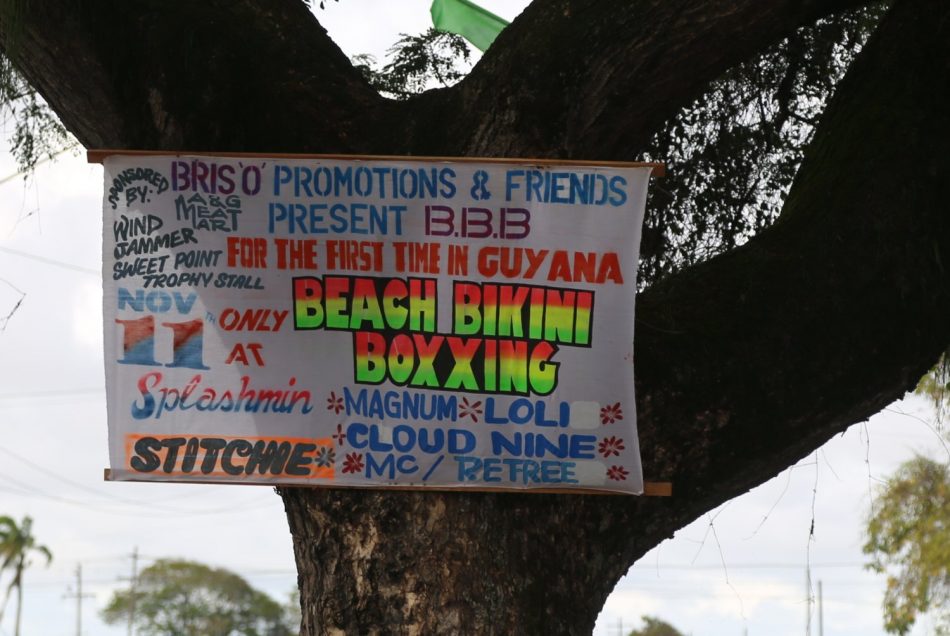 SPONSORED BY:
BRIS'O' PROMOTIONS & FRIENDS
A&G MEAT MART
PRESENT B.B.B
WIND JAMMER
SWEET POINT
TROPHY STALL
FOR THE FIRST TIME IN GUYANA
BEACH BIKINI
BOXXING
NOV
11TH ONLY
AT
Splashmin
MAGNUM * LOLI *
* CLOUD NINE *
STITCHIE * * MC/RETREE *